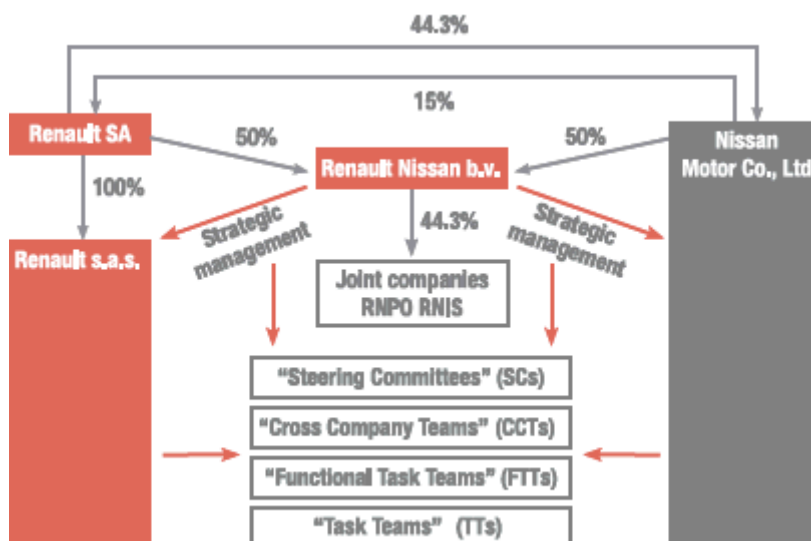 44.3%
15%
Renault SA
50%
50%
Nissan
Motor Co., Ltd
Renault Nissan b.v.
100%
Strategic
management
44.3%
Strategic
management
Renault s.a.s.
Joint companies
RNPO RNIS
“Steering Committees” (SCs)
“Cross Company Teams” (CCTs)
“Functional Task Teams” (FTTs)
“Task Teams” (TTs)